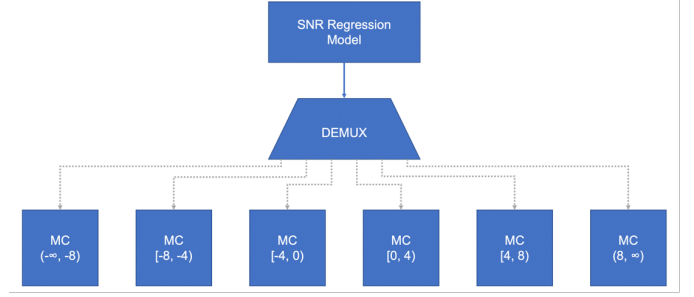 SNR Regression
Model
DEMUX
MC
(-∞, -8)
MC
[-8, -4)
MC
[-4, 0)
MC
[0, 4)
MC
[4, 8)
MC
(8, ∞)